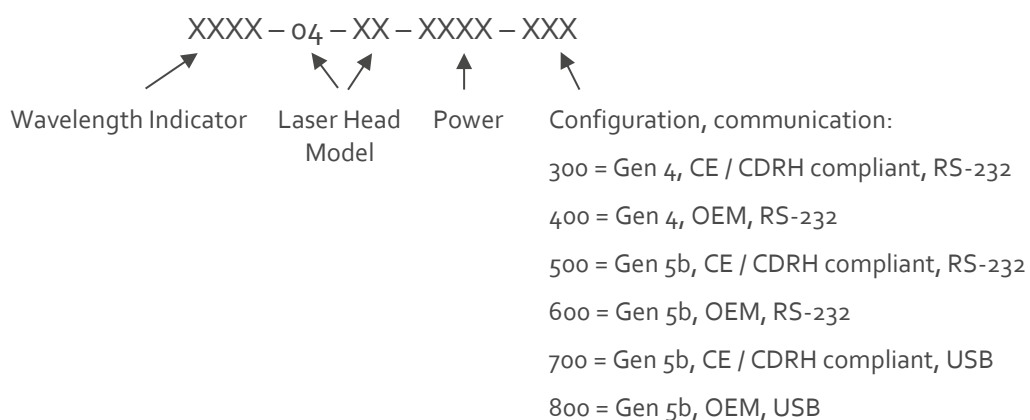 XXXX – 04 – XX – XXXX – XXX
Wavelength Indicator
Laser Head
Model
Power
Configuration, communication:
300 = Gen 4, CE / CDRH compliant, RS-232
400 = Gen 4, OEM, RS-232
500 = Gen 5b, CE / CDRH compliant, RS-232
600 = Gen 5b, OEM, RS-232
700 = Gen 5b, CE / CDRH compliant, USB
800 = Gen 5b, OEM, USB